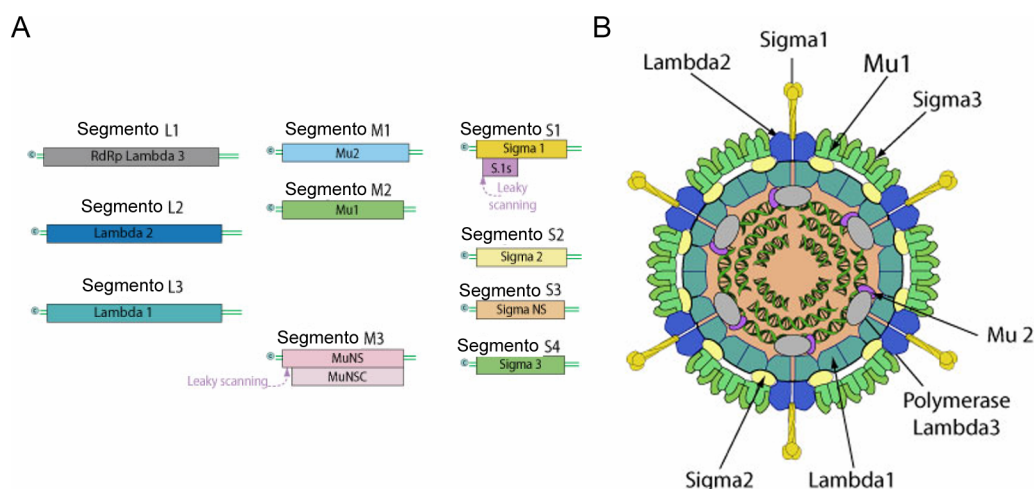 A
Segmento L1
C
RdRp Lambda 3
Segmento L2
C
Lambda 2
Segmento L3
C
Lambda 1
Segmento M1
C
Mu2
Segmento M2
C
Mu1
Segmento M3
C
MuNS
MuNSC
Leaky scanning
Segmento S1
C
Sigma 1
S.1s
Leaky
scanning
Segmento S2
C
Sigma 2
Segmento S3
C
Sigma NS
Segmento S4
C
Sigma 3
B
Sigma1
Lambda2
Mu1
Sigma3
Mu 2
Polymerase
Lambda3
Sigma2
Lambda1